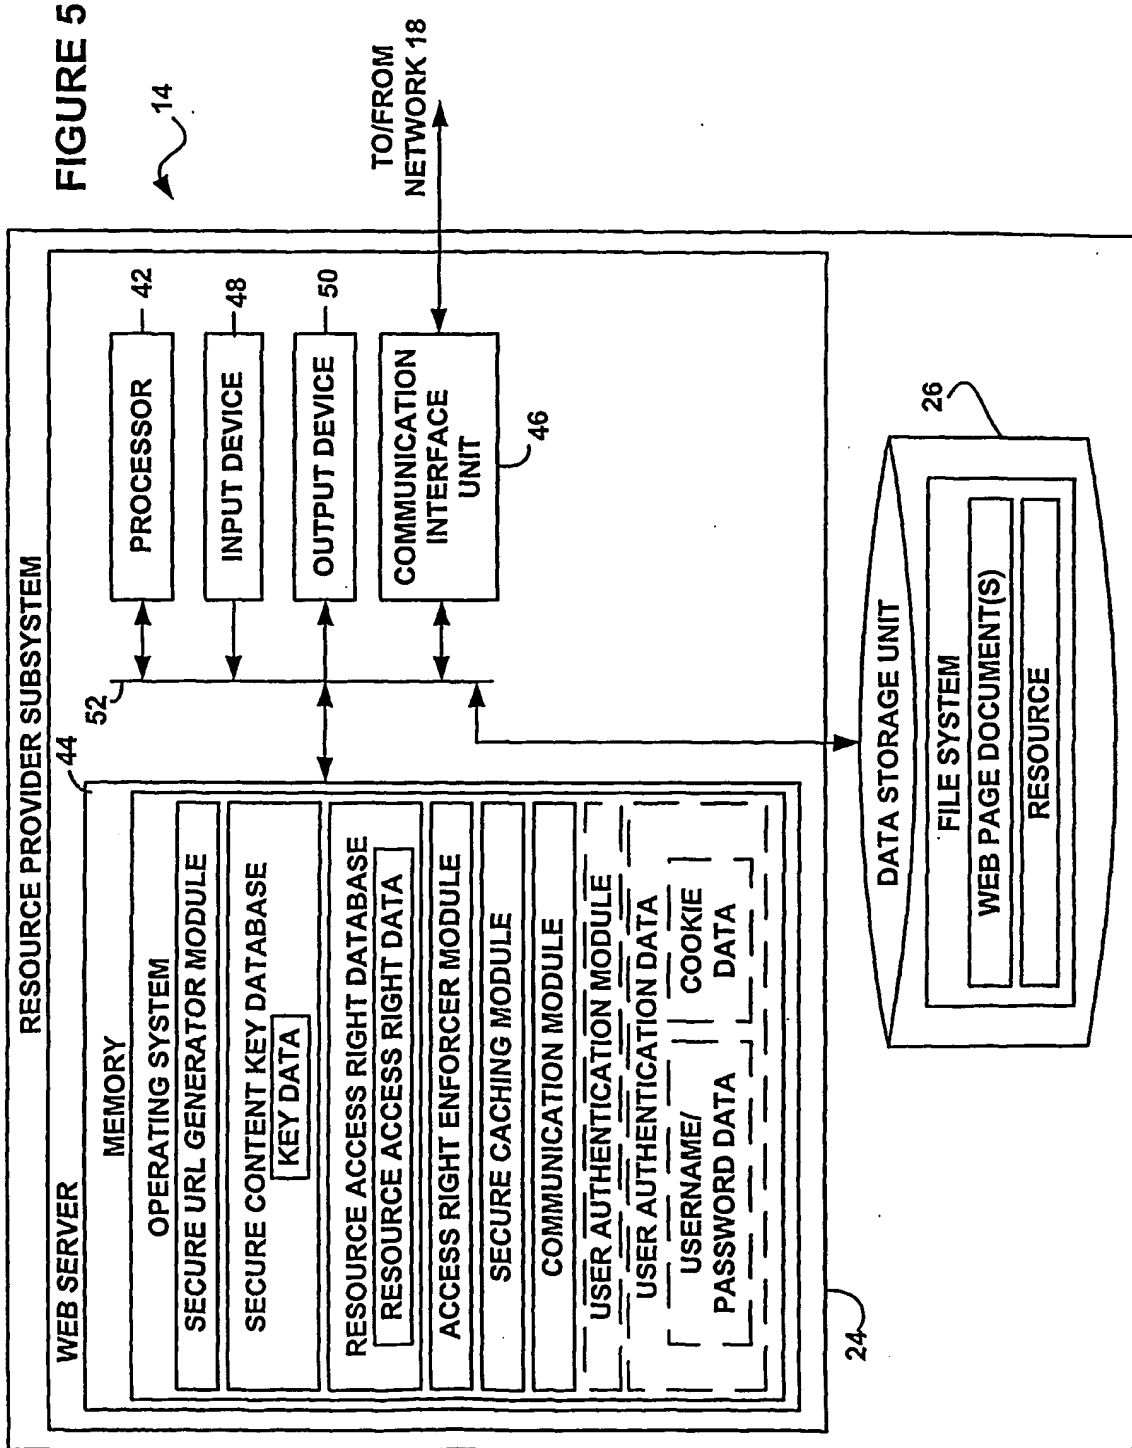 FIGURE 5
14
RESOURCE PROVIDER SUBSYSTEM
WEB SERVER
44
MEMORY
OPERATING SYSTEM
SECURE URL GENERATOR MODULE
SECURE CONTENT KEY DATABASE
KEY DATA
RESOURCE ACCESS RIGHT DATABASE
RESOURCE ACCESS RIGHT DATA
ACCESS RIGHT ENFORCER MODULE
SECURE CACHING MODULE
COMMUNICATION MODULE
USER AUTHENTICATION MODULE
USER AUTHENTICATION DATA
USERNAME/
PASSWORD DATA
COOKIE
DATA
24
52
PROCESSOR
42
INPUT DEVICE
48
OUTPUT DEVICE
50
COMMUNICATION
INTERFACE
UNIT
46
TO/FROM
NETWORK 18
DATA STORAGE UNIT
26
FILE SYSTEM
WEB PAGE DOCUMENT(S)
RESOURCE